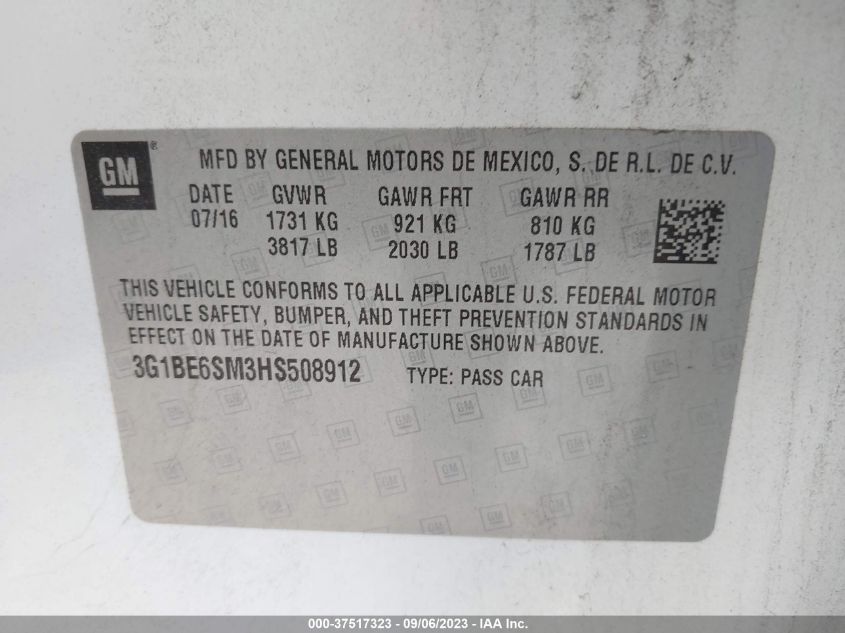 GM®
MFD BY GENERAL MOTORS DE MEXICO, S. DE R.L. DE C.V.
DATE GVWR GAWR FRT GAWR RR
07/16 1731 KG 921 KG 810 KG
3817 LB 2030 LB 1787 LB
THIS VEHICLE CONFORMS TO ALL APPLICABLE U.S. FEDERAL MOTOR
VEHICLE SAFETY, BUMPER, AND THEFT PREVENTION STANDARDS IN
EFFECT ON THE DATE OF MANUFACTURE SHOWN ABOVE.
3G1BE6SM3HS508912 TYPE: PASS CAR
000-37517323 - 09/06/2023 - IAA Inc.